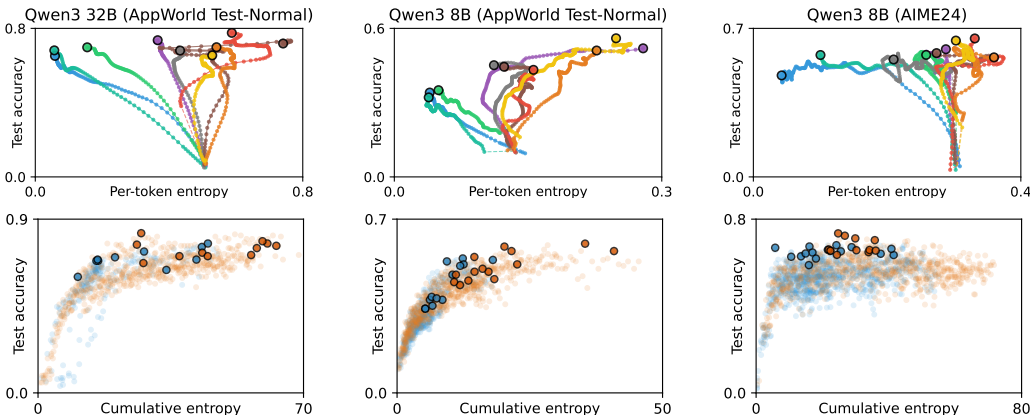 Qwen3 32B (AppWorld Test-Normal)
0.8
Test accuracy
0.0
0.0
Per-token entropy
0.8
Qwen3 8B (AppWorld Test-Normal)
0.6
Test accuracy
0.0
0.0
Per-token entropy
0.3
Qwen3 8B (AIME24)
0.7
Test accuracy
0.0
0.0
Per-token entropy
0.4
0.9
Test accuracy
0.0
0
Cumulative entropy
70
0.7
Test accuracy
0.0
0
Cumulative entropy
50
0.8
Test accuracy
0.0
0
Cumulative entropy
80